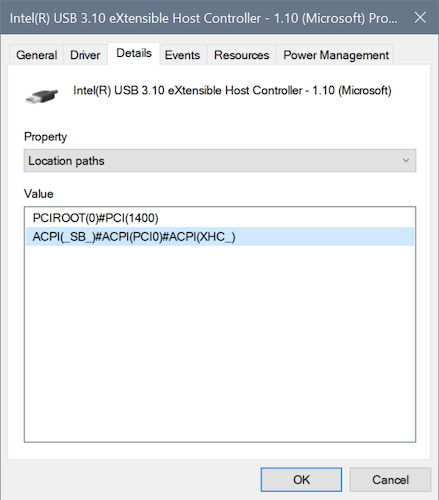 Intel(R) USB 3.10 eXtensible Host Controller - 1.10 (Microsoft) Pro...
General Driver Details Events Resources Power Management
Intel(R) USB 3.10 eXtensible Host Controller - 1.10 (Microsoft)
Property
Location paths
Value
PCIROOT(0)#PCI(1400)
ACPI(_SB_)#ACPI(PCI0)#ACPI(XHC_)
OK Cancel